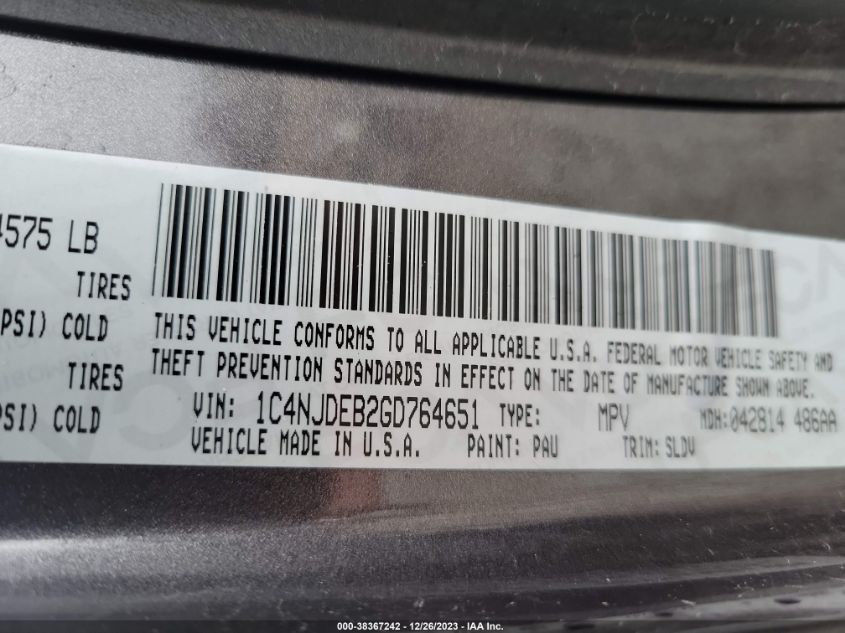 4575 LB
TIRES
PSI) COLD
TIRES
PSI) COLD
THIS VEHICLE CONFORMS TO ALL APPLICABLE U.S.A. FEDERAL MOTOR VEHICLE SAFETY AND
THEFT PREVENTION STANDARDS IN EFFECT ON THE DATE OF MANUFACTURE SHOWN ABOVE.
VIN: 1C4NJDEB2GD764651 TYPE: MPV MDH:042814 486AA
VEHICLE MADE IN U.S.A. PAINT: PAU TRIM: SLDV
000-38367242 - 12/26/2023 - IAA Inc.